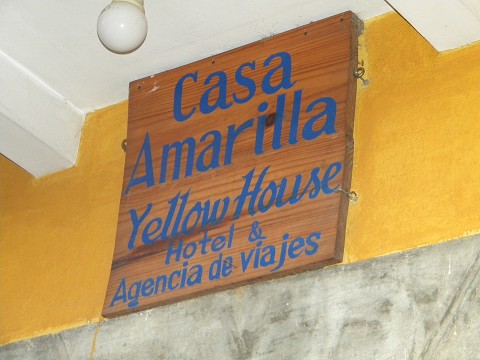 Casa
Amarilla
Yellow House
Hotel &
Agencia de viajes